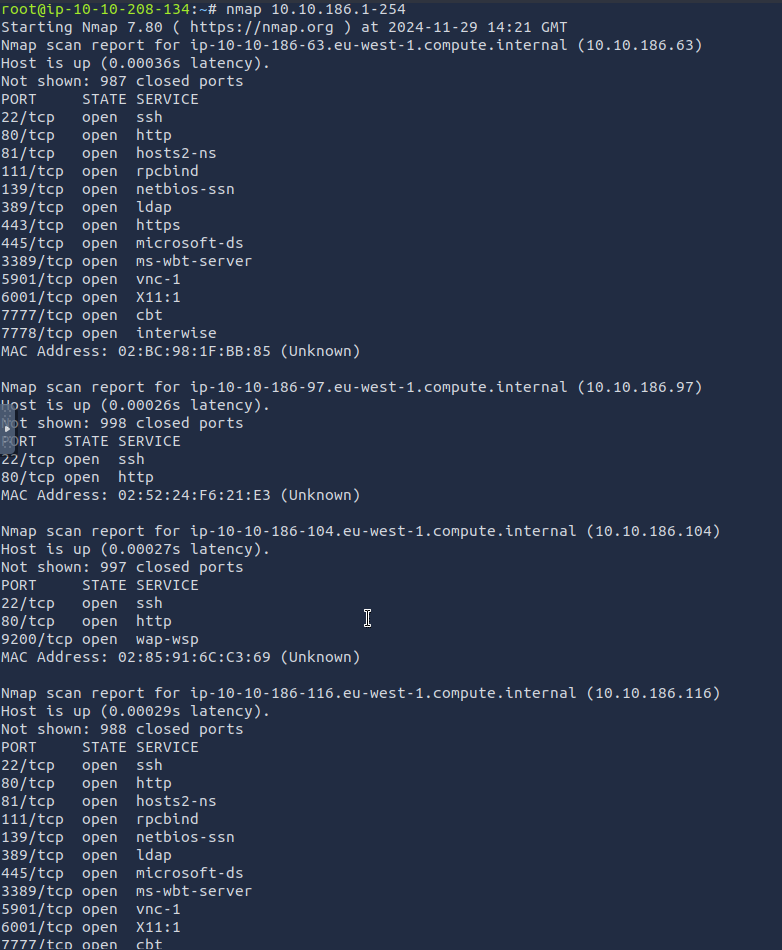 root@ip-10-10-208-134:~# nmap 10.10.186.1-254
Starting Nmap 7.80 ( https://nmap.org ) at 2024-11-29 14:21 GMT
Nmap scan report for ip-10-10-186-63.eu-west-1.compute.internal (10.10.186.63)
Host is up (0.00036s latency).
Not shown: 987 closed ports
PORT     STATE SERVICE
22/tcp   open  ssh
80/tcp   open  http
81/tcp   open  hosts2-ns
111/tcp  open  rpcbind
139/tcp  open  netbios-ssn
389/tcp  open  ldap
443/tcp  open  https
445/tcp  open  microsoft-ds
3389/tcp open  ms-wbt-server
5901/tcp open  vnc-1
6001/tcp open  X11:1
7777/tcp open  cbt
7778/tcp open  interwise
MAC Address: 02:BC:98:1F:BB:85 (Unknown)

Nmap scan report for ip-10-10-186-97.eu-west-1.compute.internal (10.10.186.97)
Host is up (0.00026s latency).
Not shown: 998 closed ports
PORT   STATE SERVICE
22/tcp open  ssh
80/tcp open  http
MAC Address: 02:52:24:F6:21:E3 (Unknown)

Nmap scan report for ip-10-10-186-104.eu-west-1.compute.internal (10.10.186.104)
Host is up (0.00027s latency).
Not shown: 997 closed ports
PORT     STATE SERVICE
22/tcp   open  ssh
80/tcp   open  http
9200/tcp open  wap-wsp
MAC Address: 02:85:91:6C:C3:69 (Unknown)

Nmap scan report for ip-10-10-186-116.eu-west-1.compute.internal (10.10.186.116)
Host is up (0.00029s latency).
Not shown: 988 closed ports
PORT     STATE SERVICE
22/tcp   open  ssh
80/tcp   open  http
81/tcp   open  hosts2-ns
111/tcp  open  rpcbind
139/tcp  open  netbios-ssn
389/tcp  open  ldap
445/tcp  open  microsoft-ds
3389/tcp open  ms-wbt-server
5901/tcp open  vnc-1
6001/tcp open  X11:1
7777/tcp open  cbt